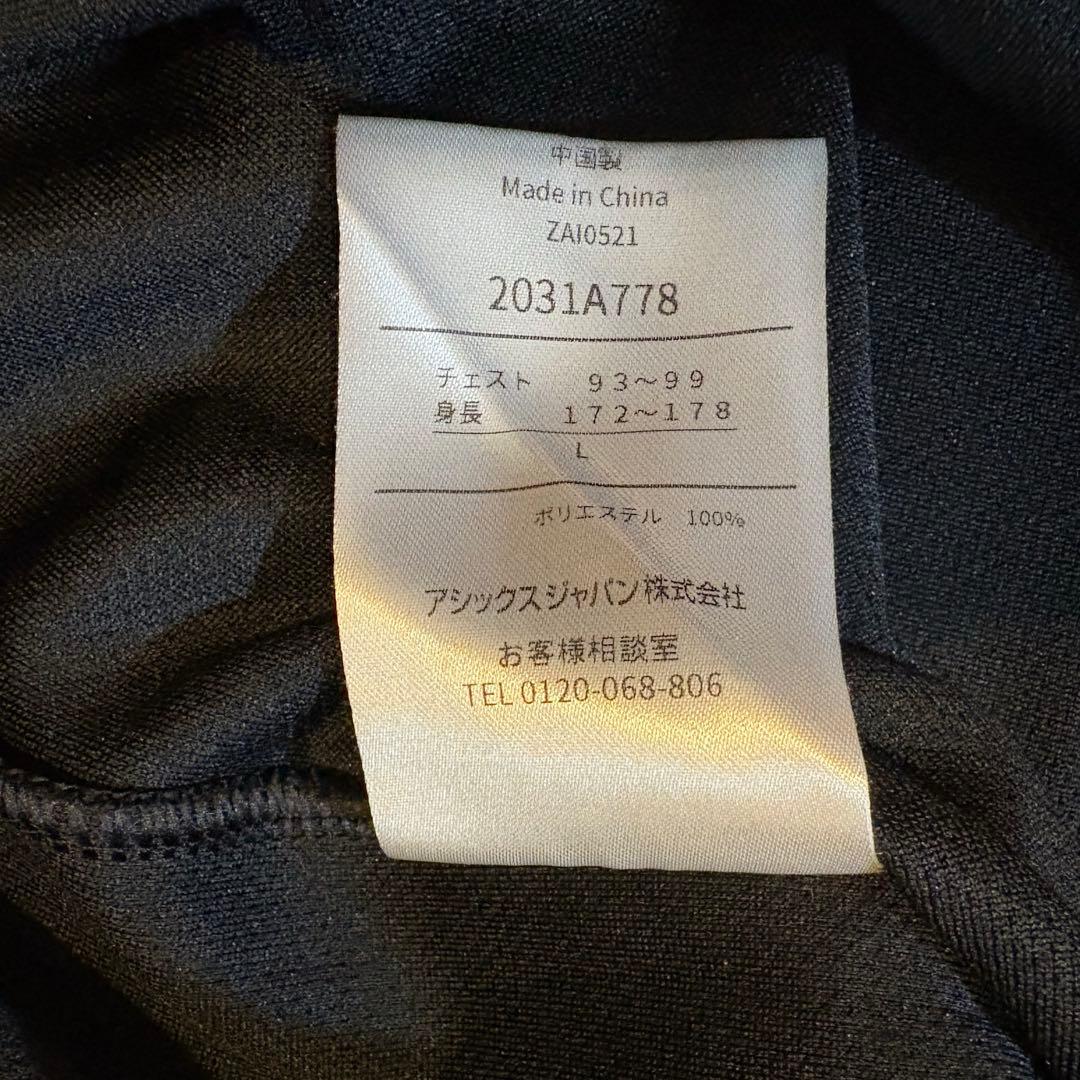 中国製
Made in China
ZAI0521
2031A778
チェスト 93～99
身長 172～178
L
ポリエステル 100%
アシックスジャパン株式会社
お客様相談室
TEL 0120-068-806